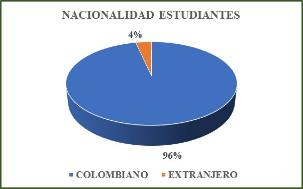 NACIONALIDAD ESTUDIANTES
4%
96%
COLOMBIANO EXTRANJERO